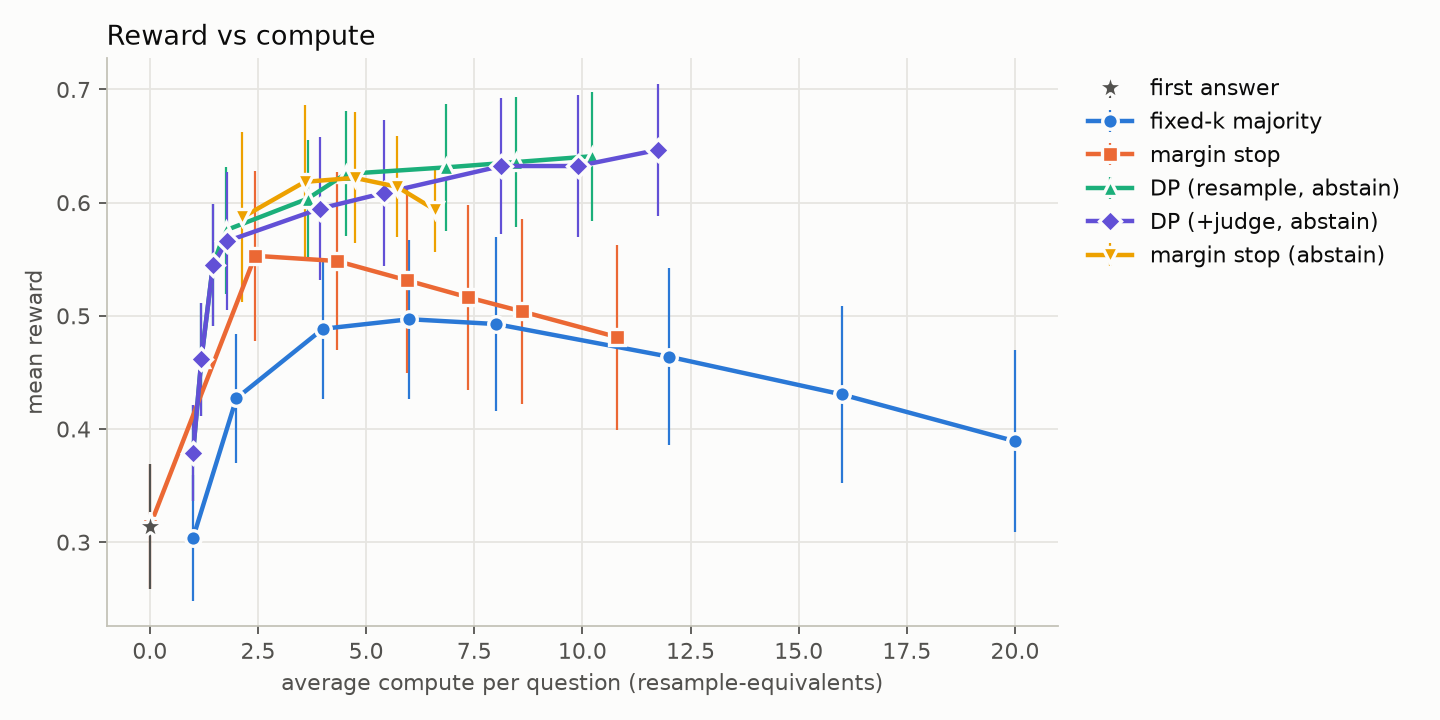 Reward vs compute
0.7
0.6
0.5
0.4
0.3
mean reward
0.0 2.5 5.0 7.5 10.0 12.5 15.0 17.5 20.0
average compute per question (resample-equivalents)
first answer
fixed-k majority
margin stop
DP (resample, abstain)
DP (+judge, abstain)
margin stop (abstain)